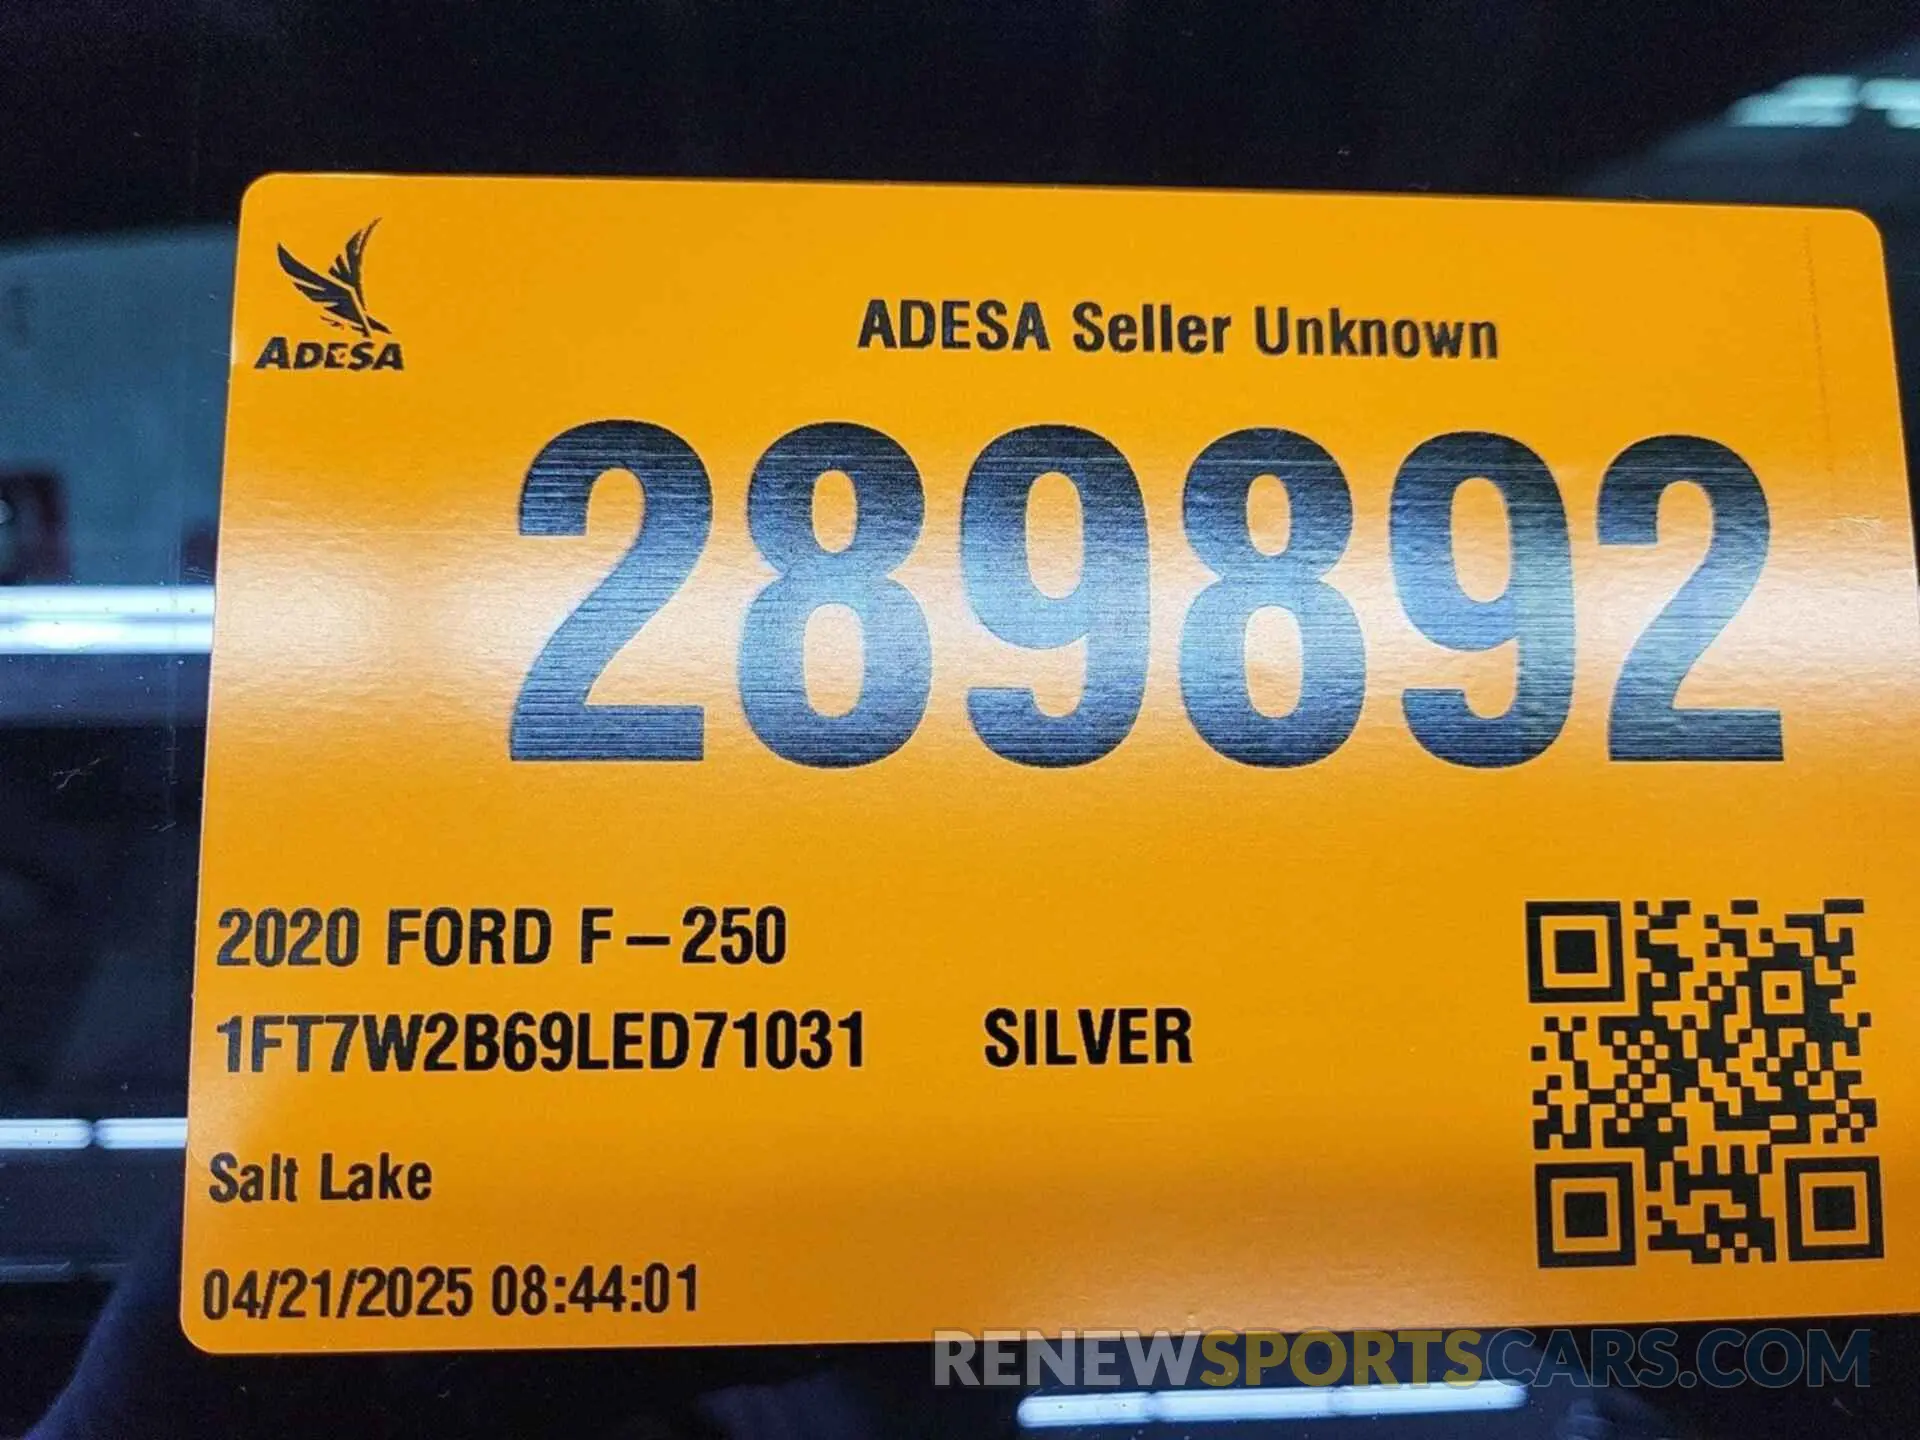 ADESA
ADESA Seller Unknown
289892
2020 FORD F-250
1FT7W2B69LED71031 SILVER
Salt Lake
04/21/2025 08:44:01
RENEWSPORTSCARS.COM